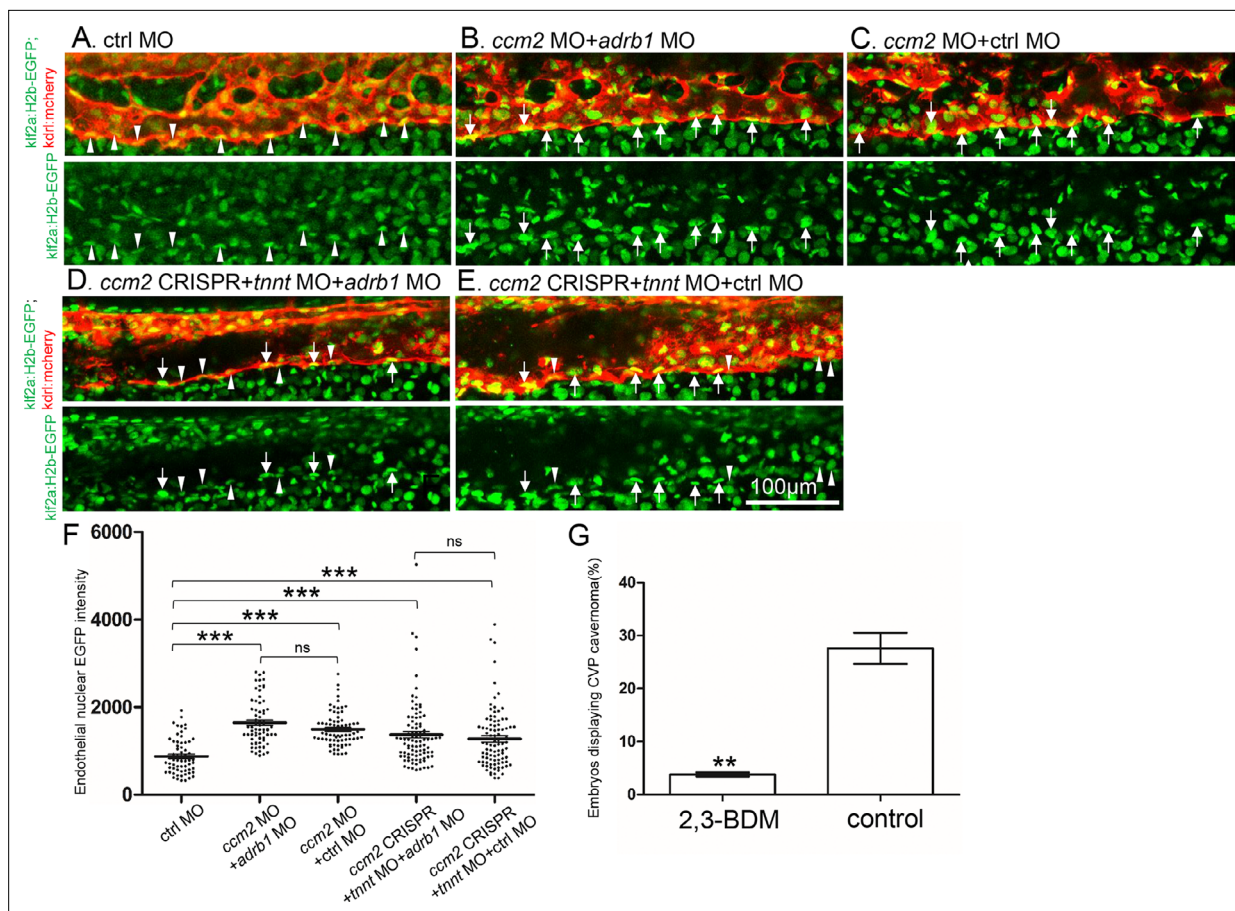 A. ctrl MO
B. ccm2 MO+adrb1 MO
C. ccm2 MO+ctrl MO
klf2a:H2b-EGFP;
kdrl:mcherry
klf2a:H2b-EGFP
D. ccm2 CRISPR+tnnt MO+adrb1 MO
E. ccm2 CRISPR+tnnt MO+ctrl MO
klf2a:H2b-EGFP;
kdrl:mcherry
klf2a:H2b-EGFP
100µm
F
Endothelial nuclear EGFP intensity
6000
4000
2000
0
ns
***
***
***
***
ns
ctrl MO
ccm2 MO
+adrb1 MO
ccm2 MO
+ctrl MO
ccm2 CRISPR
+tnnt MO+adrb1 MO
ccm2 CRISPR
+tnnt MO+ctrl MO
G
Embryos displaying CVP cavernoma(%)
40
30
20
10
0
**
2,3-BDM
control